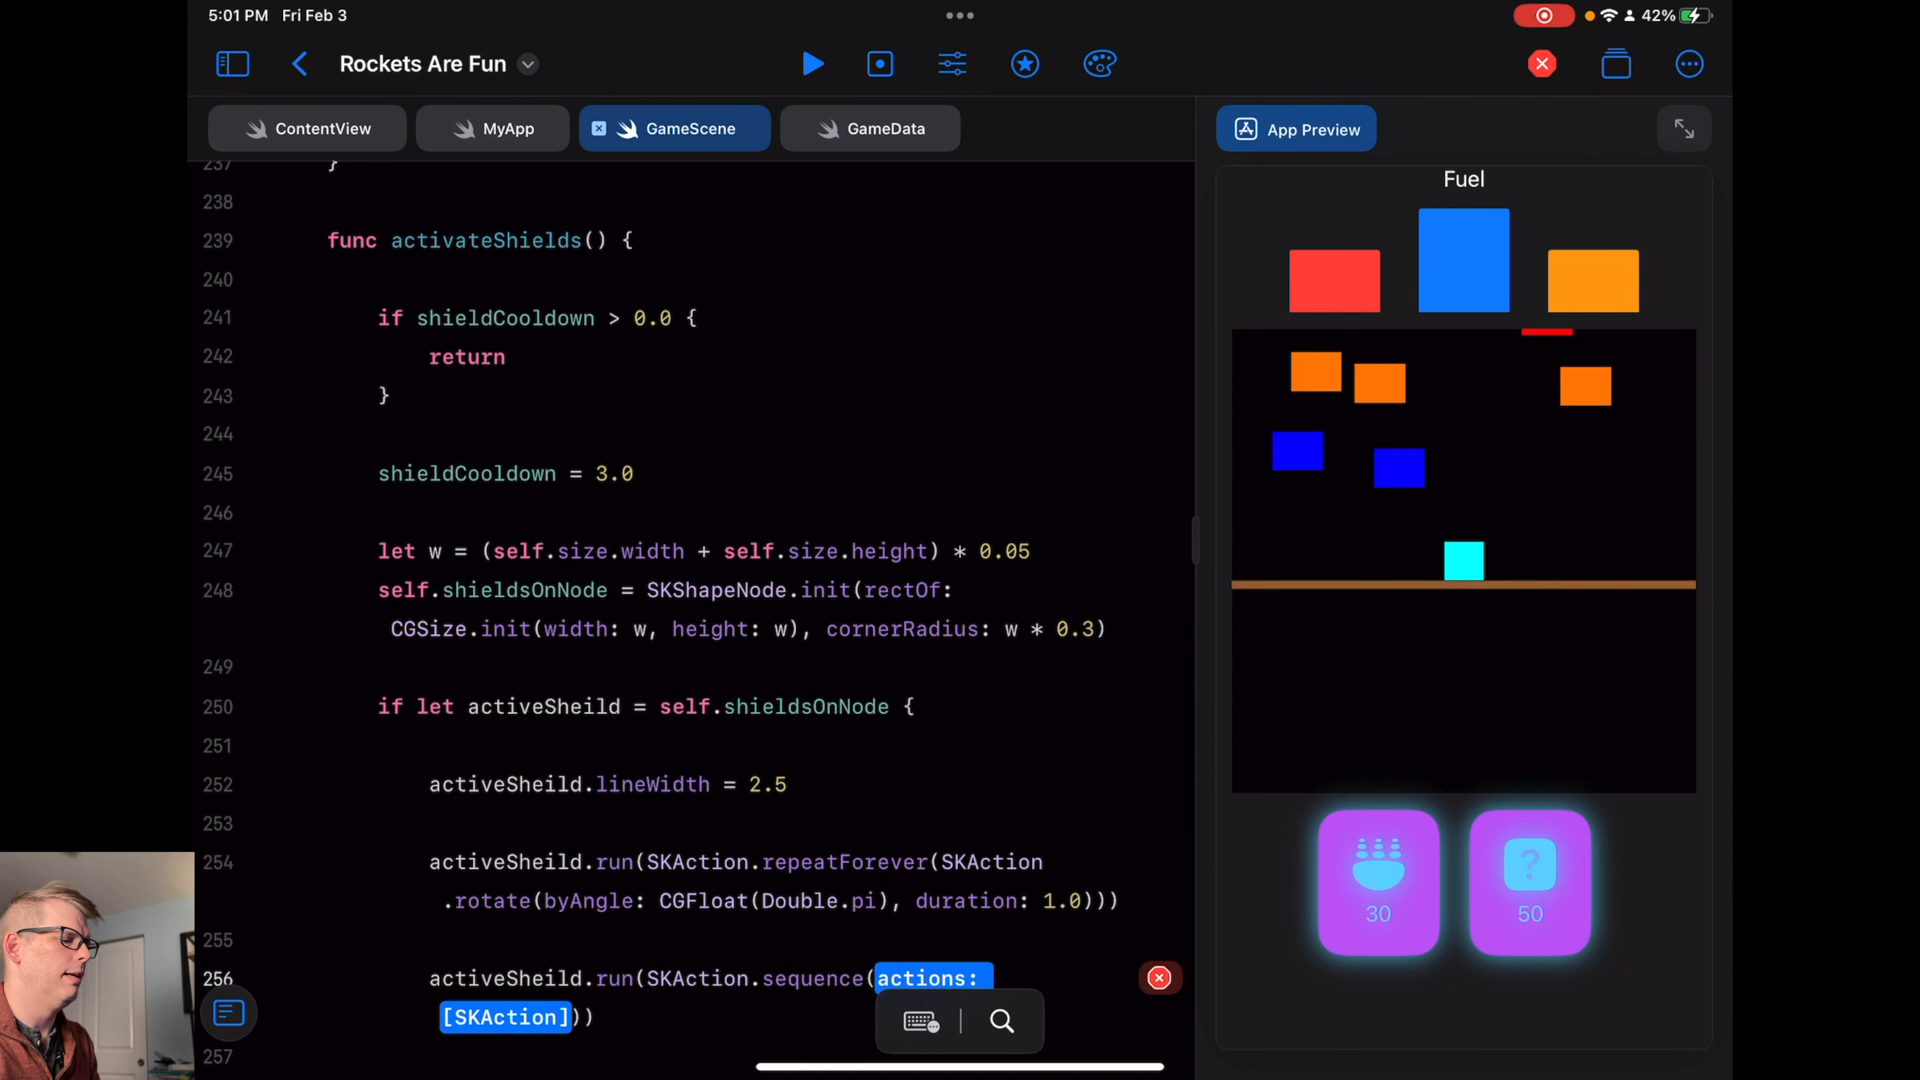 5:01 PM Fri Feb 3
42%
Rockets Are Fun
ContentView
MyApp
GameScene
GameData
App Preview
237 }
238
239 func activateShields() {
240
241 if shieldCooldown > 0.0 {
242 return
243 }
244
245 shieldCooldown = 3.0
246
247 let w = (self.size.width + self.size.height) * 0.05
248 self.shieldsOnNode = SKShapeNode.init(rectOf:
CGSize.init(width: w, height: w), cornerRadius: w * 0.3)
249
250 if let activeSheild = self.shieldsOnNode {
251
252 activeSheild.lineWidth = 2.5
253
254 activeSheild.run(SKAction.repeatForever(SKAction
.rotate(byAngle: CGFloat(Double.pi), duration: 1.0)))
255
256 activeSheild.run(SKAction.sequence(actions:
[SKAction]))
257
Fuel
?
30
50